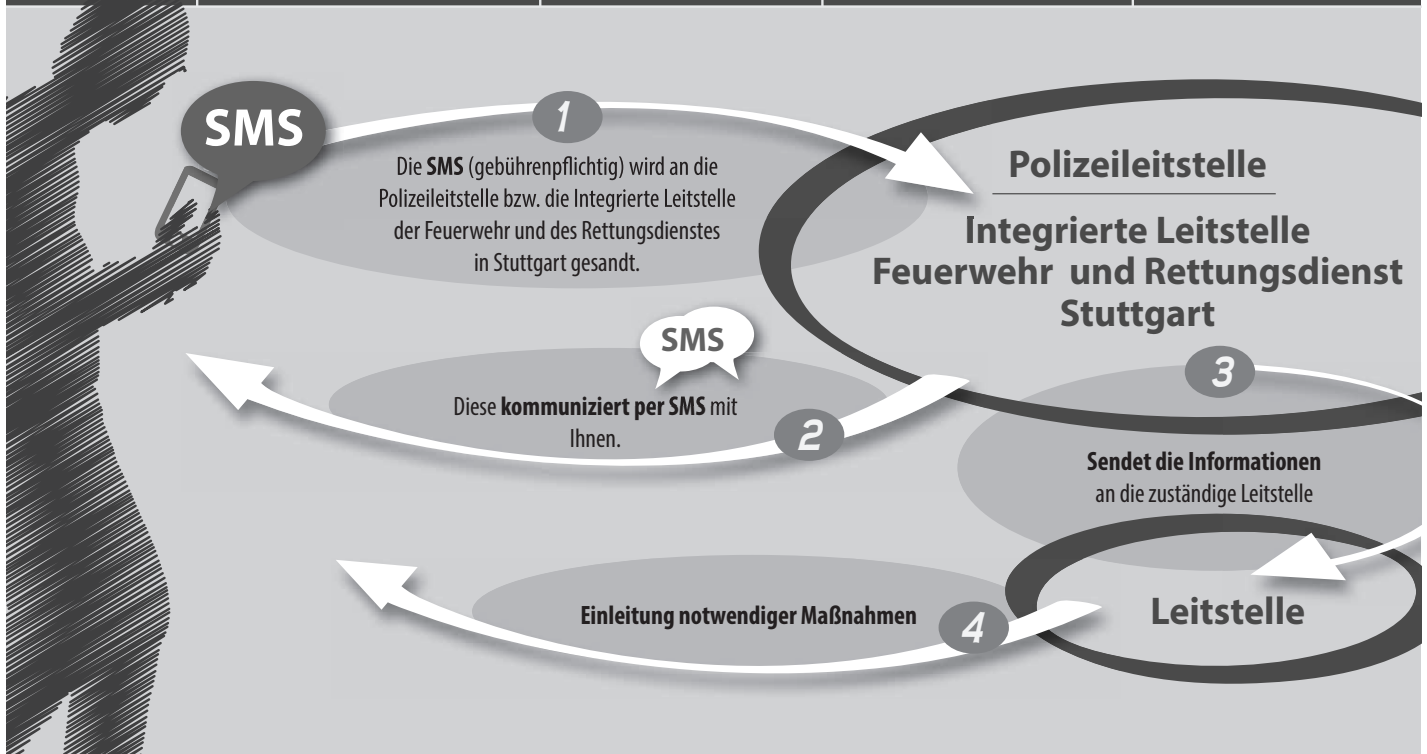 SMS
1
Die SMS (gebührenpflichtig) wird an die
Polizeileitstelle bzw. die Integrierte Leitstelle
der Feuerwehr und des Rettungsdienstes
in Stuttgart gesandt.
Polizeileitstelle
Integrierte Leitstelle
Feuerwehr und Rettungsdienst
Stuttgart
SMS
Diese kommuniziert per SMS mit
Ihnen.
2
3
Sendet die Informationen
an die zuständige Leitstelle
Einleitung notwendiger Maßnahmen
4
Leitstelle